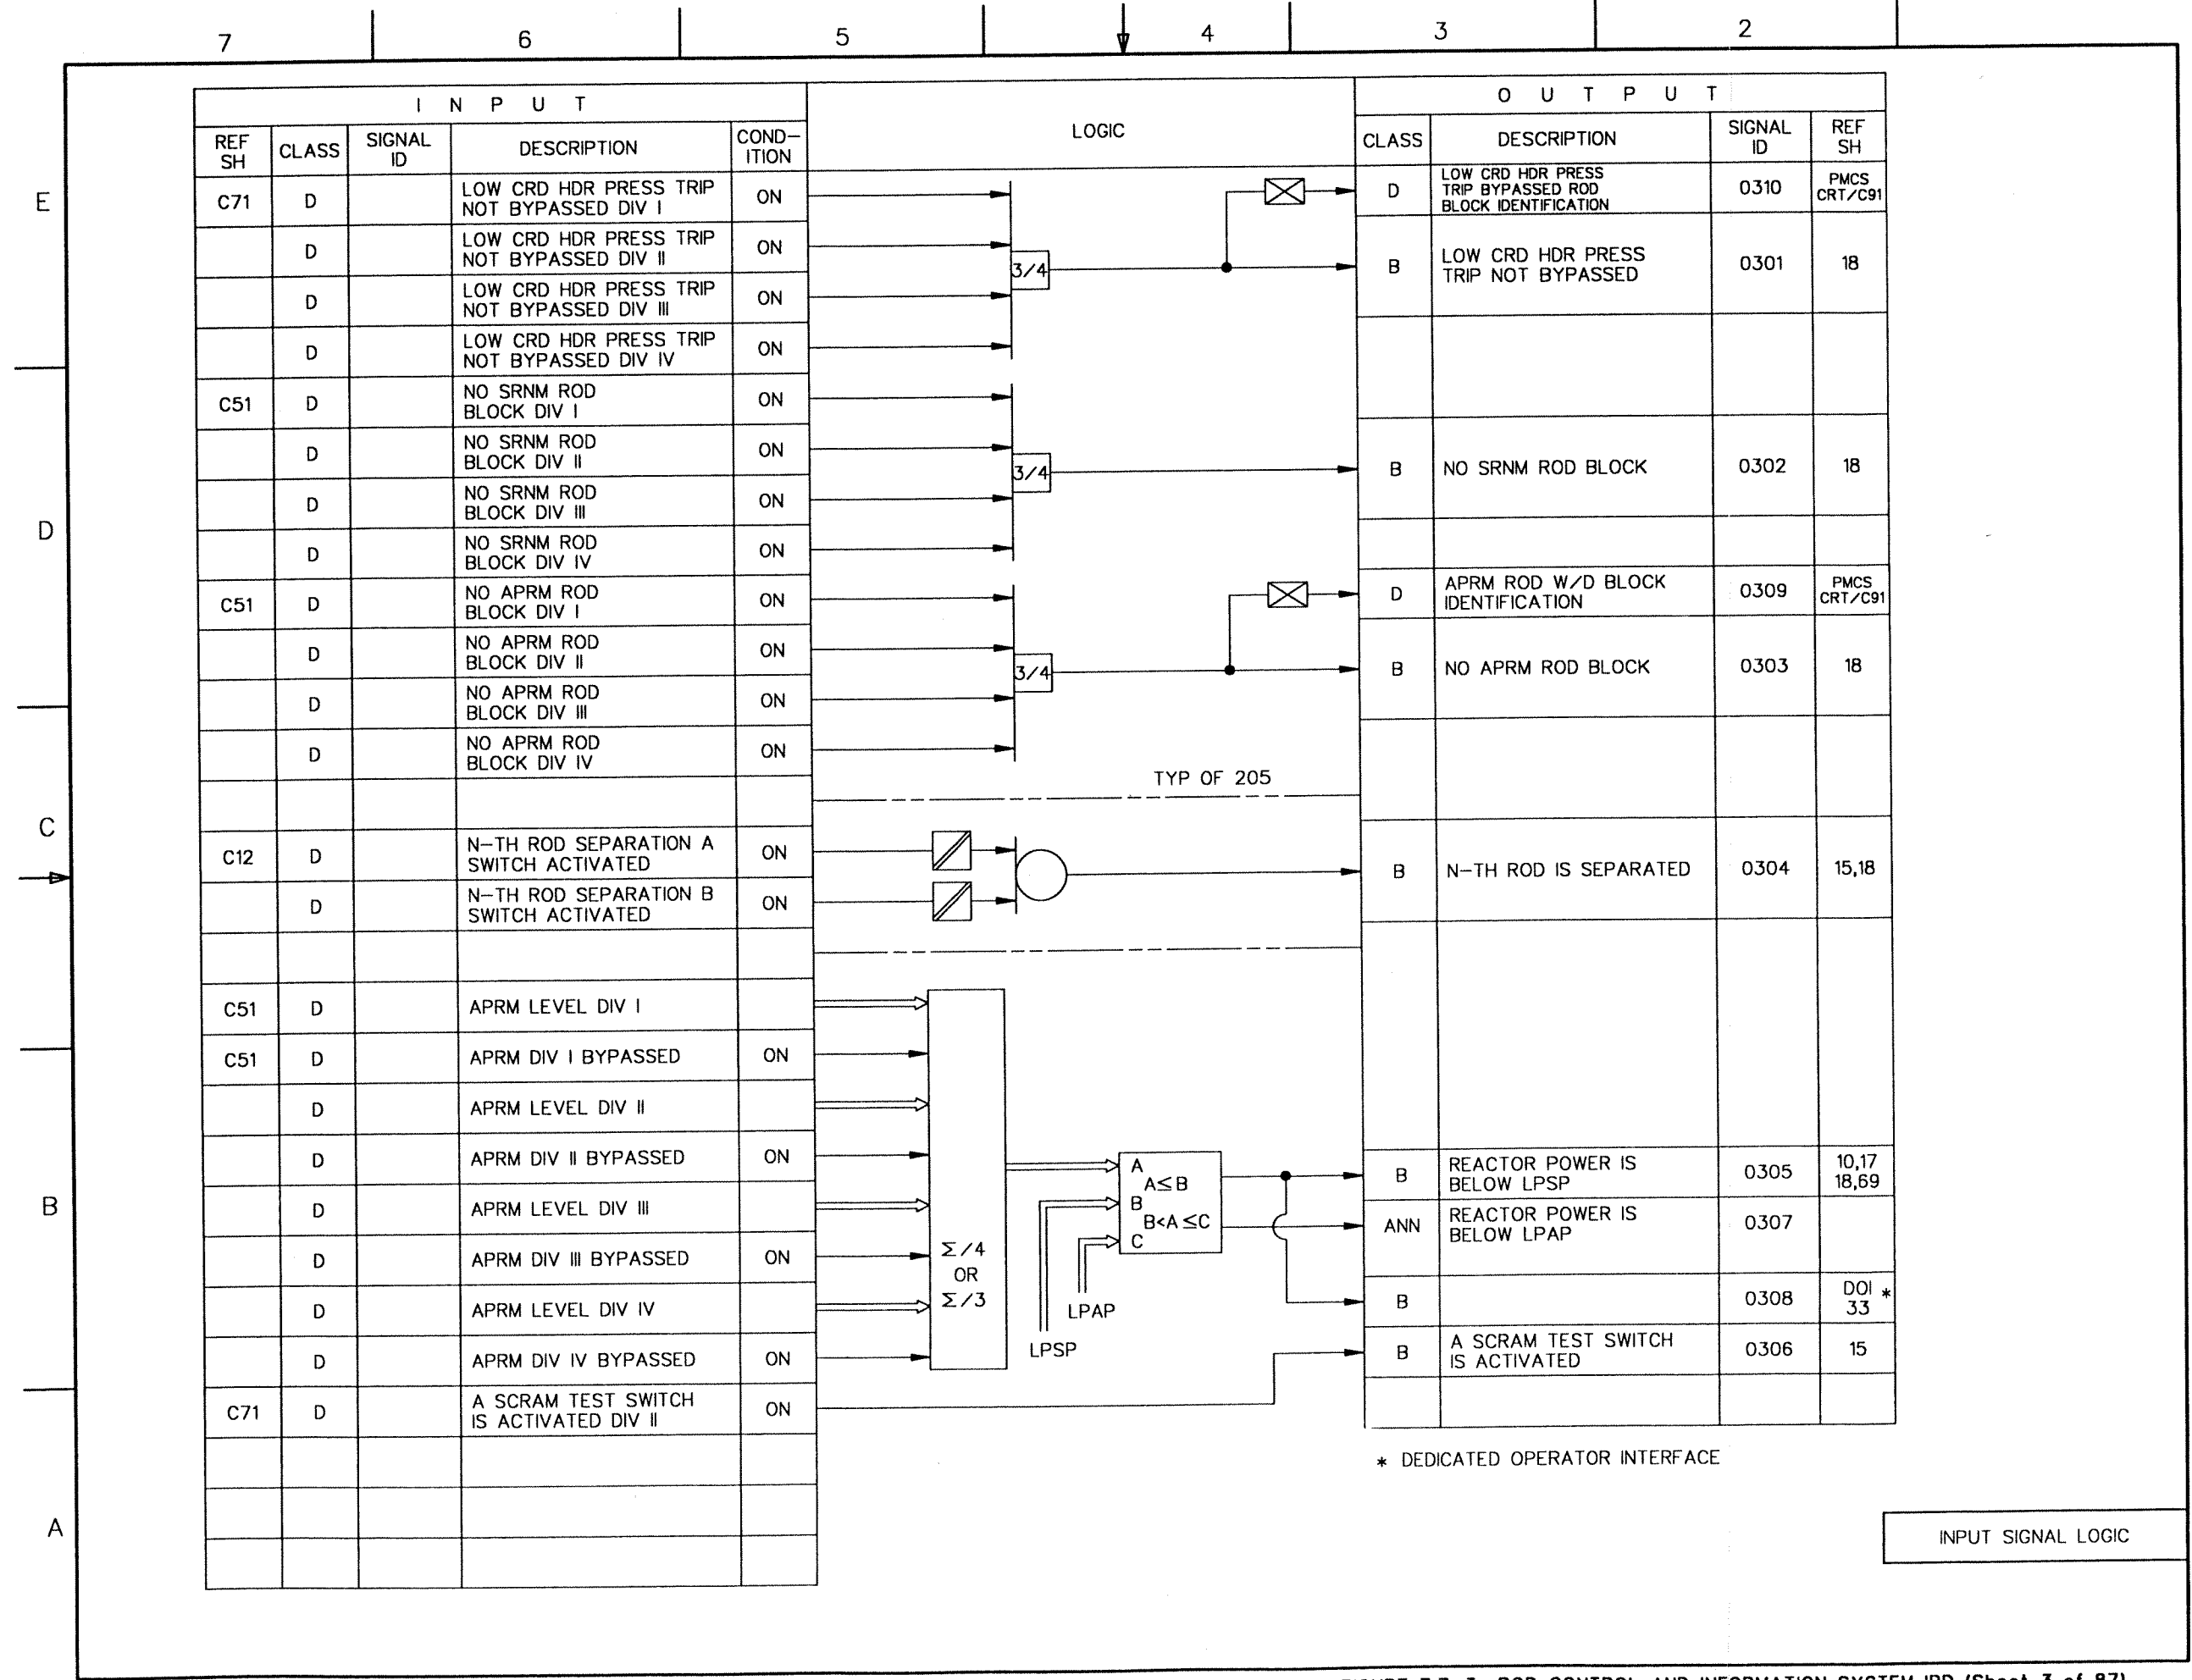 7 6 5 4 3 2
I N P U T
LOGIC
O U T P U T
REF SH CLASS SIGNAL ID DESCRIPTION COND-ITION
CLASS DESCRIPTION SIGNAL ID REF SH
E
C71 D LOW CRD HDR PRESS TRIP
NOT BYPASSED DIV I ON
D LOW CRD HDR PRESS
TRIP BYPASSED ROD
BLOCK IDENTIFICATION 0310 PMCS
CRT/C91
D LOW CRD HDR PRESS TRIP
NOT BYPASSED DIV II ON
3/4
B LOW CRD HDR PRESS
TRIP NOT BYPASSED 0301 18
D LOW CRD HDR PRESS TRIP
NOT BYPASSED DIV III ON
D LOW CRD HDR PRESS TRIP
NOT BYPASSED DIV IV ON
C51 D NO SRNM ROD
BLOCK DIV I ON
D NO SRNM ROD
BLOCK DIV II ON
3/4
B NO SRNM ROD BLOCK 0302 18
D NO SRNM ROD
BLOCK DIV III ON
D
D NO SRNM ROD
BLOCK DIV IV ON
C51 D NO APRM ROD
BLOCK DIV I ON
D APRM ROD W/D BLOCK
IDENTIFICATION 0309 PMCS
CRT/C91
D NO APRM ROD
BLOCK DIV II ON
3/4
B NO APRM ROD BLOCK 0303 18
D NO APRM ROD
BLOCK DIV III ON
D NO APRM ROD
BLOCK DIV IV ON
TYP OF 205
C
C12 D N-TH ROD SEPARATION A
SWITCH ACTIVATED ON
B N-TH ROD IS SEPARATED 0304 15,18
D N-TH ROD SEPARATION B
SWITCH ACTIVATED ON
C51 D APRM LEVEL DIV I
C51 D APRM DIV I BYPASSED ON
D APRM LEVEL DIV II
D APRM DIV II BYPASSED ON
A
A≤B
B
B<A≤C
C
B REACTOR POWER IS
BELOW LPSP 0305 10,17
18,69
B
D APRM LEVEL DIV III
ANN REACTOR POWER IS
BELOW LPAP 0307
D APRM DIV III BYPASSED ON
Σ/4
OR
Σ/3
D APRM LEVEL DIV IV
LPAP
LPSP
B 0308 DOI *
33
D APRM DIV IV BYPASSED ON
B A SCRAM TEST SWITCH
IS ACTIVATED 0306 15
C71 D A SCRAM TEST SWITCH
IS ACTIVATED DIV II ON
* DEDICATED OPERATOR INTERFACE
A
INPUT SIGNAL LOGIC
ROD CONTROL AND INFORMATION SYSTEM IBD (Sheet 3 of 87)